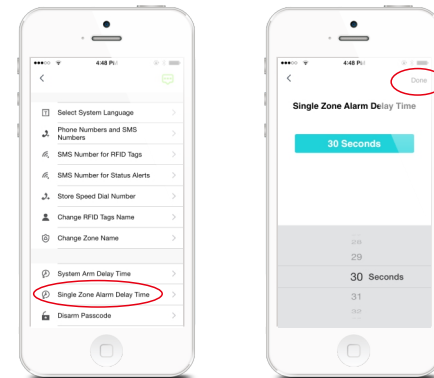 4:48 PM
Select System Language
Phone Numbers and SMS
Numbers
SMS Number for RFID Tags
SMS Number for Status Alerts
Store Speed Dial Number
Change RFID Tags Name
Change Zone Name
System Arm Delay Time
Single Zone Alarm Delay Time
Disarm Passcode
4:48 PM
Done
Single Zone Alarm Delay Time
30 Seconds
28
29
30 Seconds
31
32